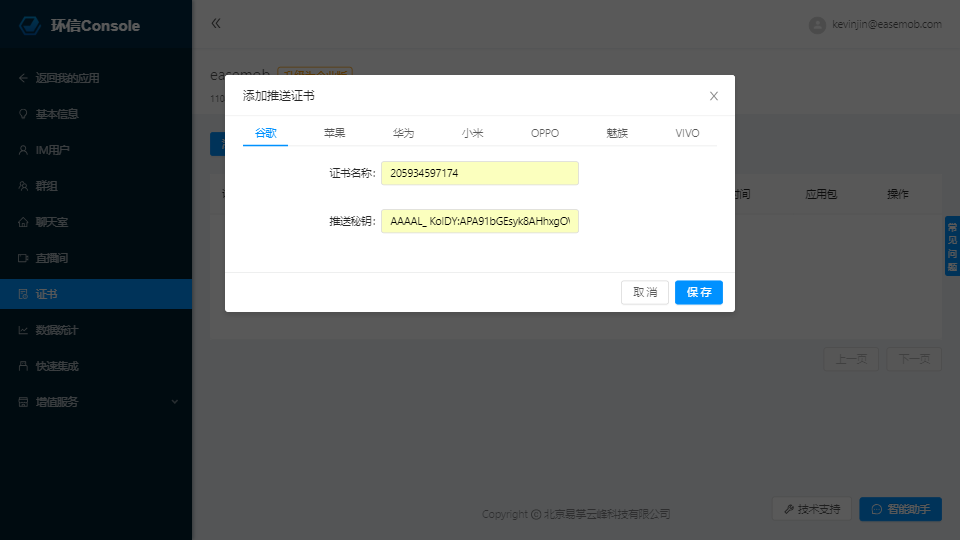 环信Console
返回我的应用
基本信息
IM用户
群组
聊天室
直播间
证书
数据统计
快速集成
增值服务
kevinjin@easemob.com
easemob
110
添加推送证书
谷歌
苹果
华为
小米
OPPO
魅族
VIVO
证书名称:
205934597174
推送秘钥:
取消
保存
应用包
操作
常见问题
上一页
下一页
Copyright © 北京易掌云峰科技有限公司
技术支持
智能助手